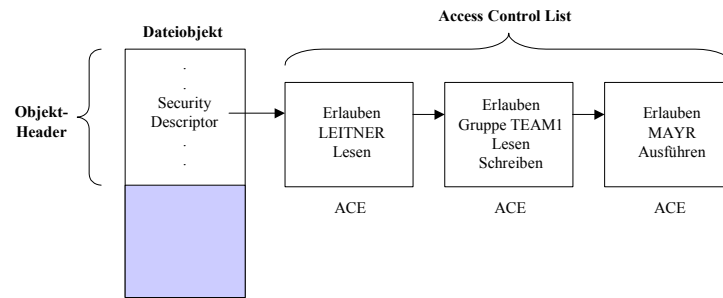 Access Control List
Dateiobjekt
Objekt-
Header
.
.
Security
Descriptor
.
.
Erlauben
LEITNER
Lesen
ACE
Erlauben
Gruppe TEAM1
Lesen
Schreiben
ACE
Erlauben
MAYR
Ausführen
ACE